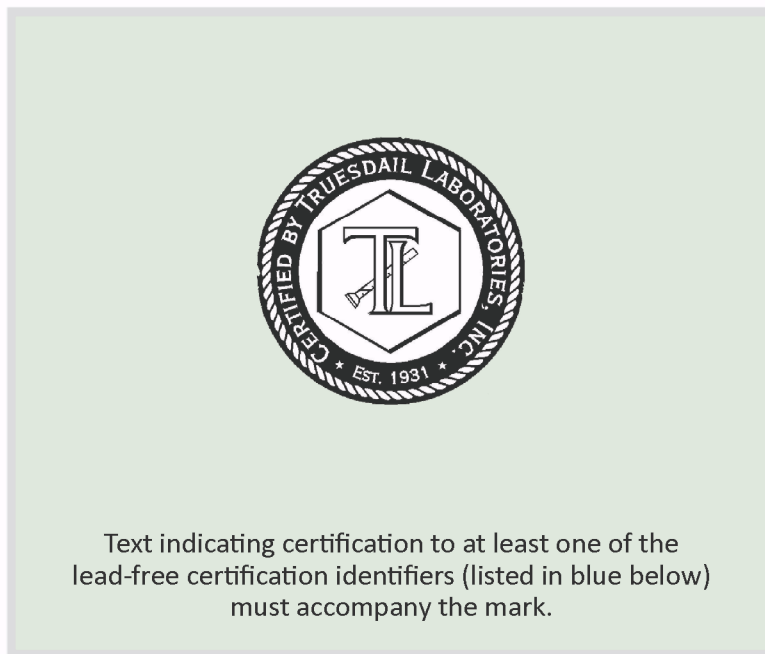 CERTIFIED BY TRUESDAIL LABORATORIES, INC.
TL
★ EST. 1931 ★
Text indicating certification to at least one of the
lead-free certification identifiers (listed in blue below)
must accompany the mark.